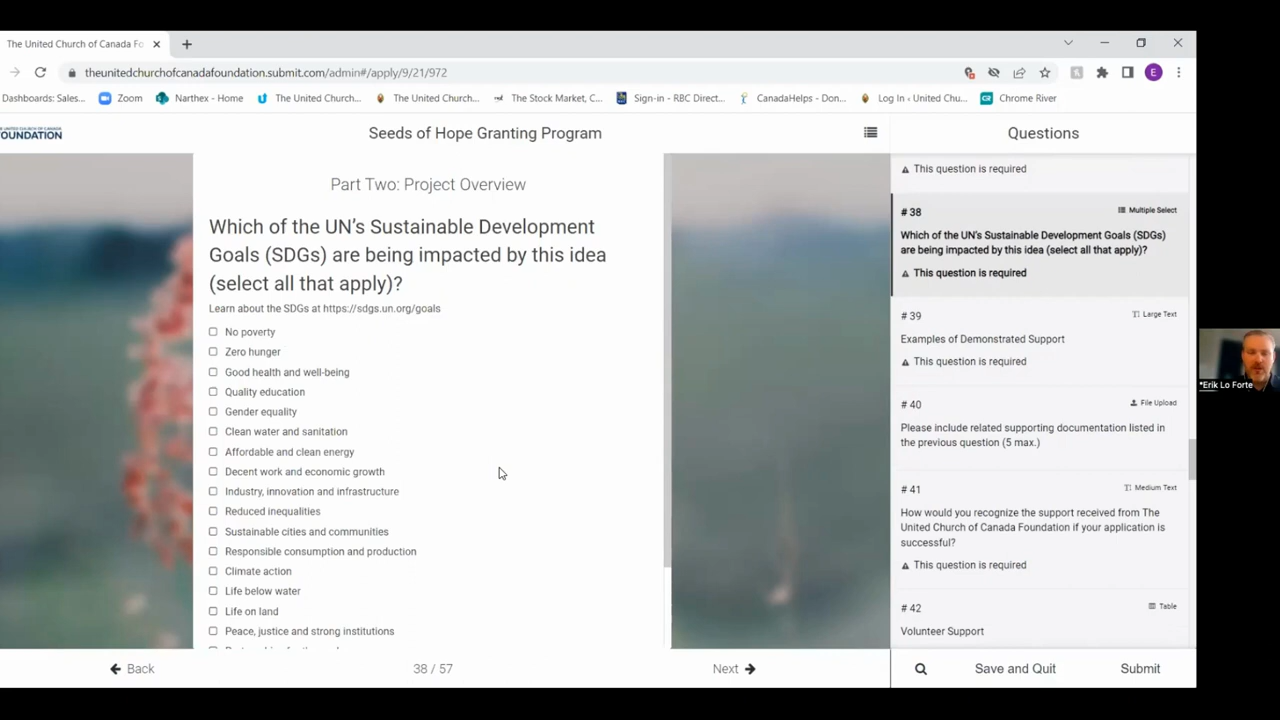 The United Church of Canada Fo
theunitedchurchofcanadafoundation.submit.com/admin#/apply/9/21/972
E
Dashboards: Sales...
Zoom
Narthex - Home
The United Church...
The United Church...
The Stock Market, C...
Sign-in - RBC Direct...
CanadaHelps - Don...
Log In ‹ United Chu...
CR
Chrome River
UNITED CHURCH OF CANADA
OUNDATION
Seeds of Hope Granting Program
Questions
Part Two: Project Overview
Which of the UN's Sustainable Development
Goals (SDGs) are being impacted by this idea
(select all that apply)?
Learn about the SDGs at https://sdgs.un.org/goals
No poverty
Zero hunger
Good health and well-being
Quality education
Gender equality
Clean water and sanitation
Affordable and clean energy
Decent work and economic growth
Industry, innovation and infrastructure
Reduced inequalities
Sustainable cities and communities
Responsible consumption and production
Climate action
Life below water
Life on land
Peace, justice and strong institutions
Back
38 / 57
Next
This question is required
# 38
Multiple Select
Which of the UN's Sustainable Development Goals (SDGs)
are being impacted by this idea (select all that apply)?
This question is required
# 39
Large Text
Examples of Demonstrated Support
This question is required
# 40
File Upload
Please include related supporting documentation listed in
the previous question (5 max.)
# 41
Medium Text
How would you recognize the support received from The
United Church of Canada Foundation if your application is
successful?
This question is required
# 42
Table
Volunteer Support
Save and Quit
Submit
*Erik Lo Forte